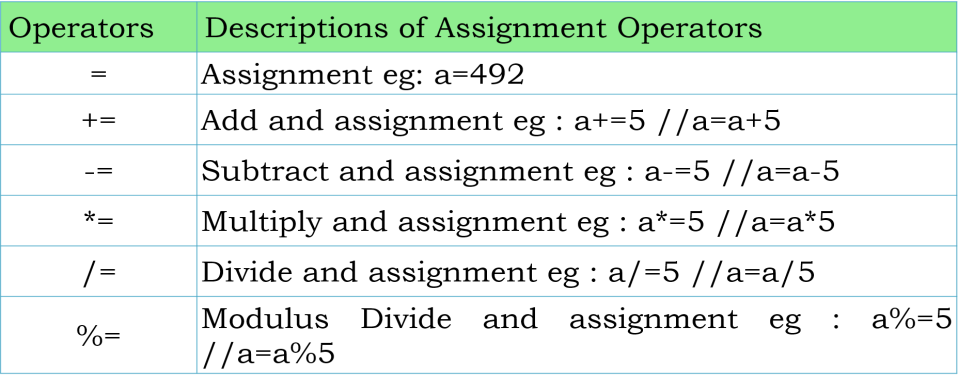 Operators Descriptions of Assignment Operators
= Assignment eg: a=492
+= Add and assignment eg : a+=5 //a=a+5
-= Subtract and assignment eg : a-=5 //a=a-5
*= Multiply and assignment eg : a*=5 //a=a*5
/= Divide and assignment eg : a/=5 //a=a/5
%= Modulus Divide and assignment eg : a%=5
//a=a%5